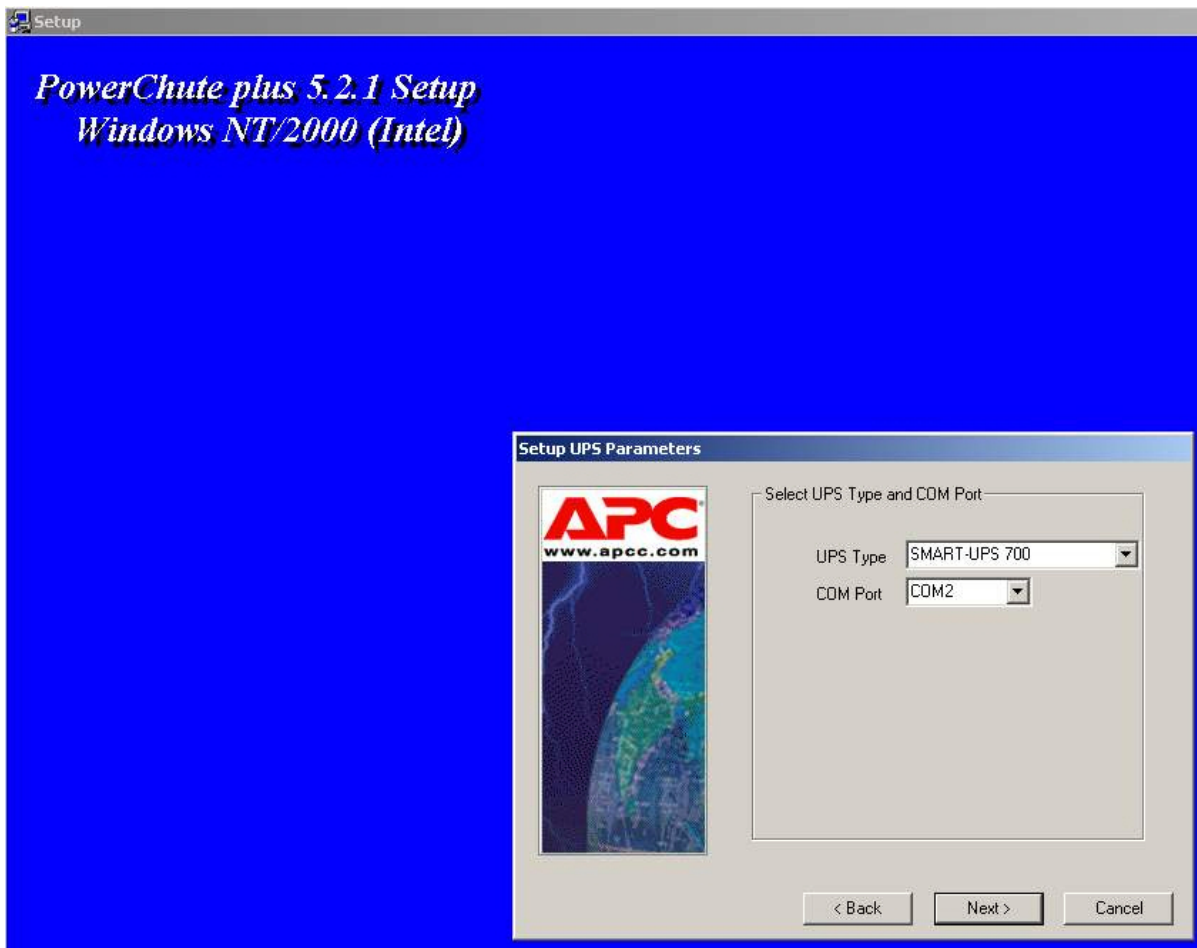 Setup
PowerChute plus 5.2.1 Setup
Windows NT/2000 (Intel)
Setup UPS Parameters
APC
www.apcc.com
Select UPS Type and COM Port
UPS Type SMART-UPS 700
COM Port COM2
< Back Next > Cancel